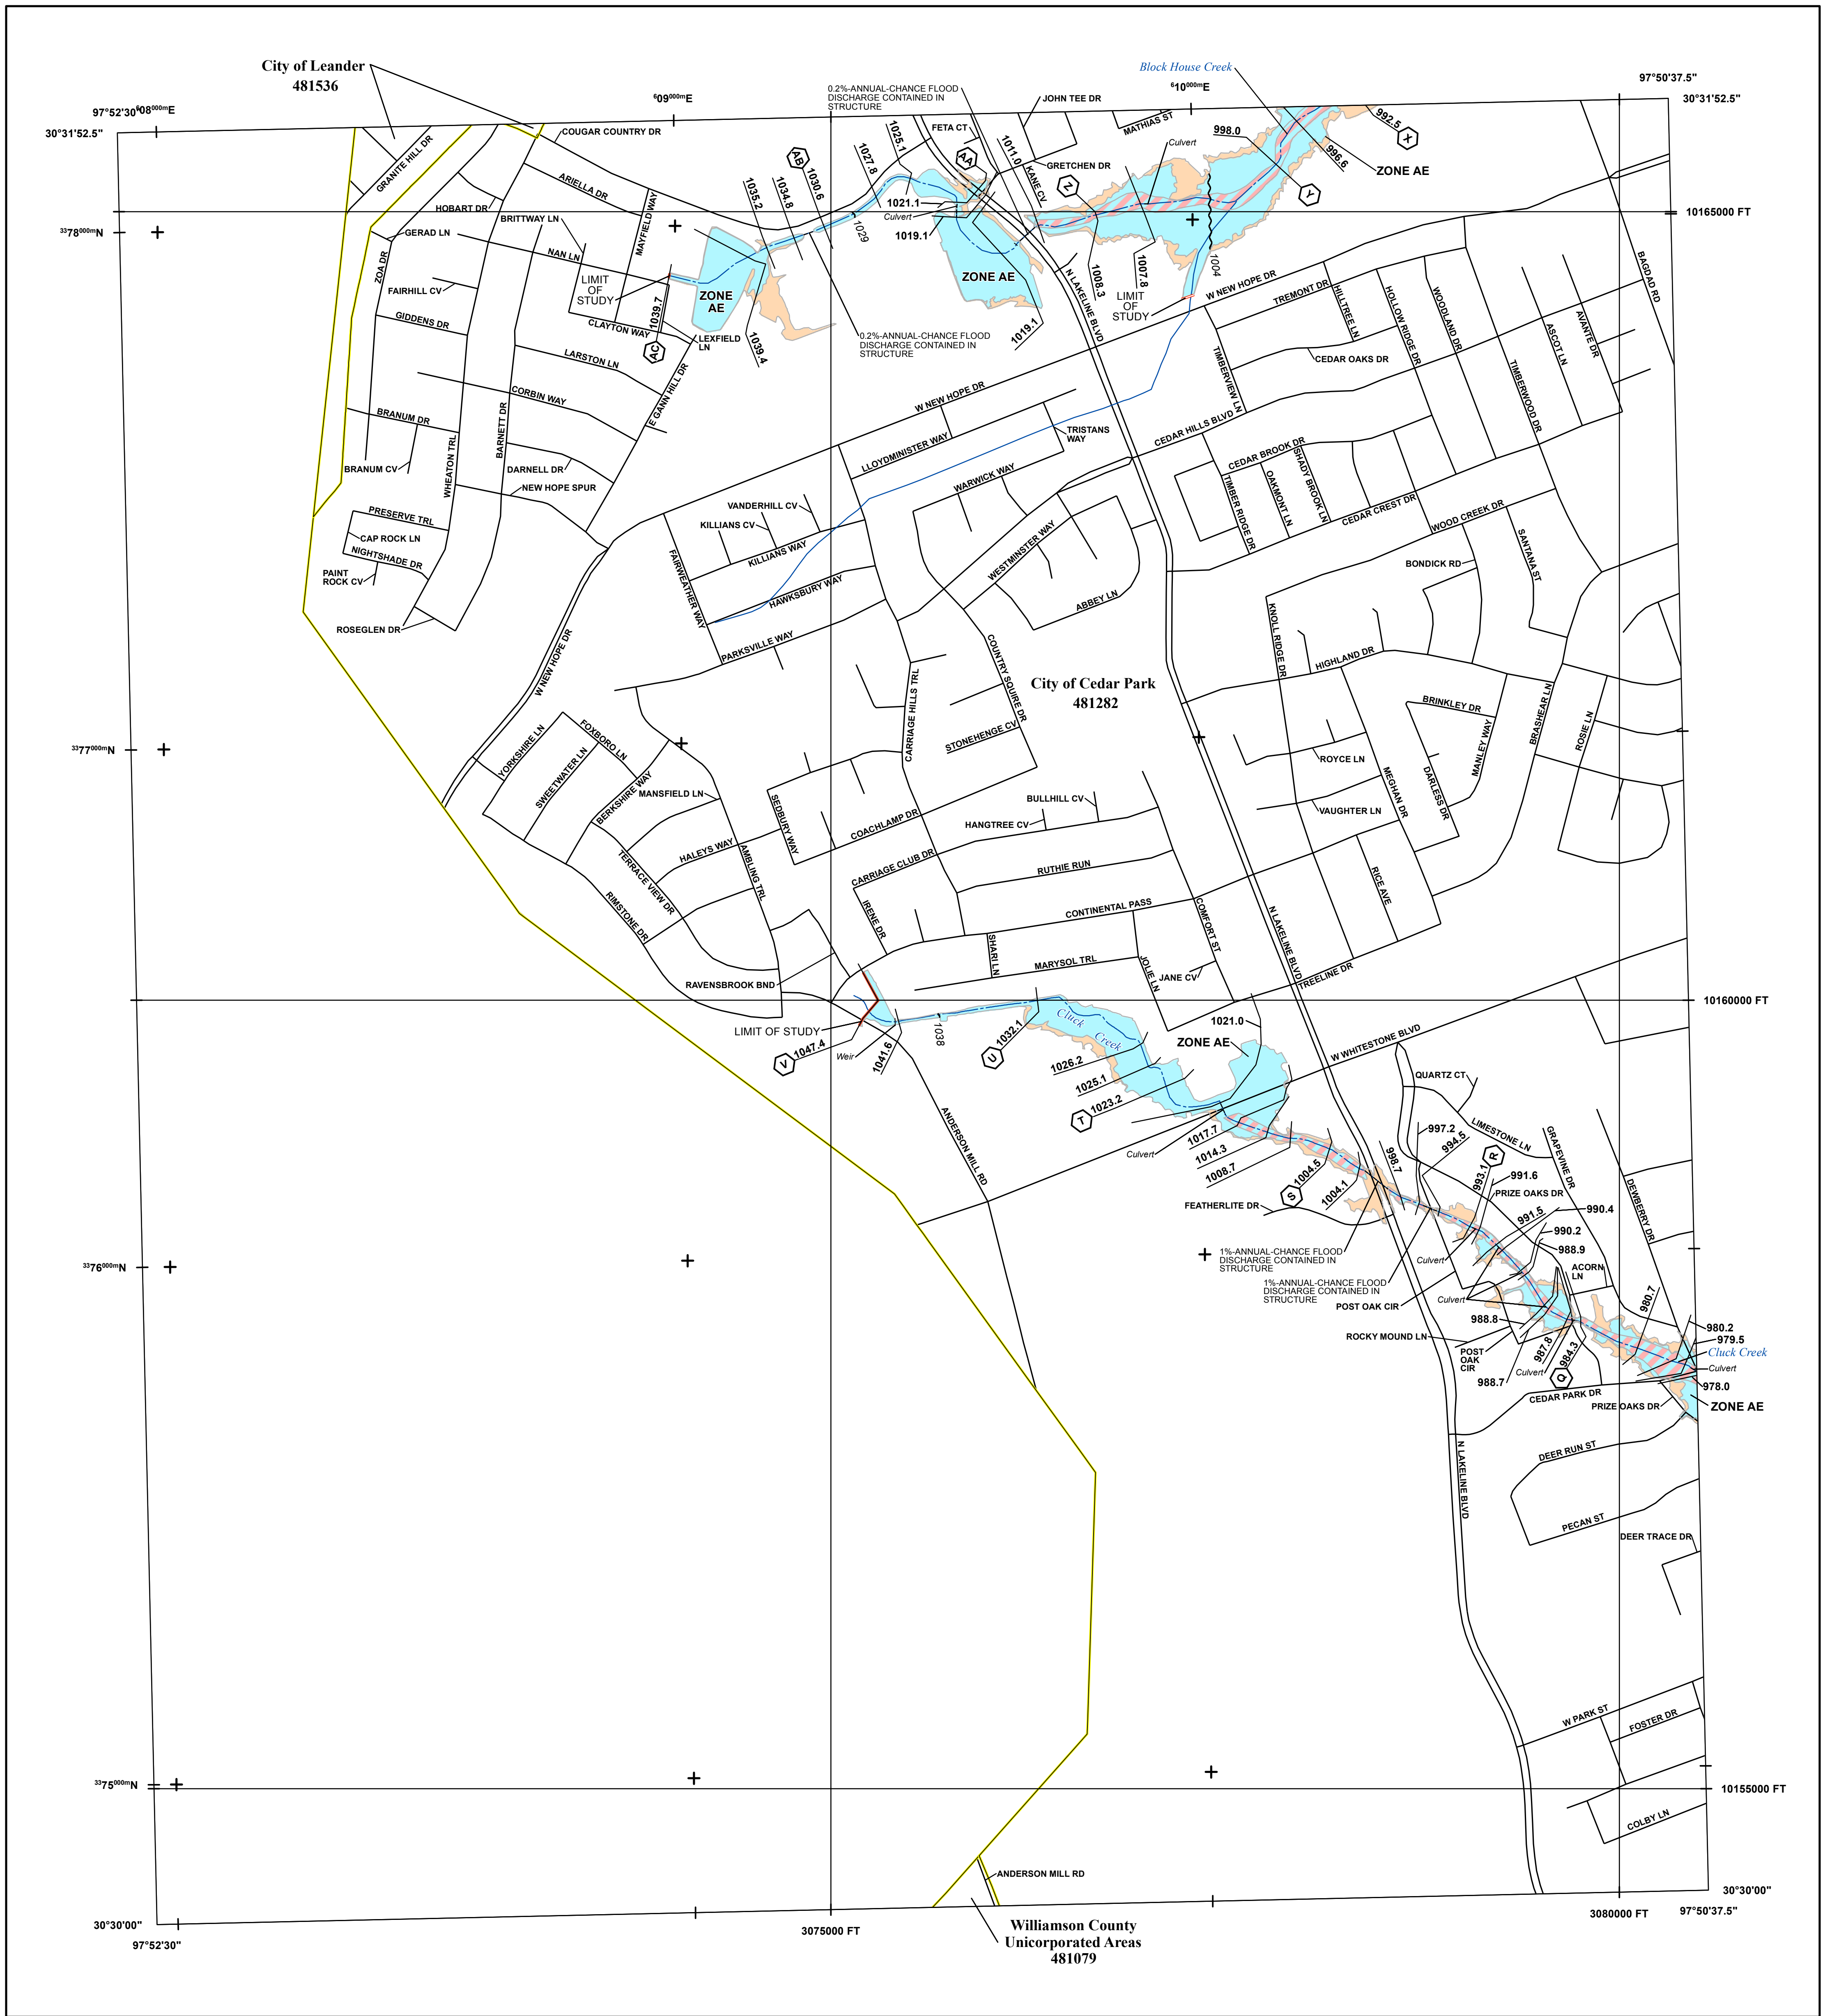 City of Leander
481536
Block House Creek
97°52'30"
608000mE
609000mE
610000mE
97°50'37.5"
30°31'52.5"
30°31'52.5"
0.2%-ANNUAL-CHANCE FLOOD
DISCHARGE CONTAINED IN
STRUCTURE
JOHN TEE DR
MATHIAS ST
FETA CT
COUGAR COUNTRY DR
GRANITE HILL DR
1025.1
1011.0
998.0
992.5
X
996.6
ZONE AE
Culvert
AA
AB
1030.6
1027.8
KANE CV
GRETCHEN DR
Z
Y
ARIELLA DR
MAYFIELD WAY
1035.2
1034.8
HOBART DR
BRITTWAY LN
1021.1
Culvert
1019.1
1029
10165000 FT
3378000mN
GERAD LN
NAN LN
ZOA DR
LIMIT
OF
STUDY
ZONE
AE
ZONE AE
N LAKELINE BLVD
1008.3
1007.8
1004
LIMIT
OF
STUDY
W NEW HOPE DR
BAGDAD RD
FAIRHILL CV
TREMONT DR
HILLTREE LN
HOLLOW RIDGE DR
WOODLAND DR
GIDDENS DR
CLAYTON WAY
1039.7
AC
LEXFIELD
LN
1039.4
0.2%-ANNUAL-CHANCE FLOOD
DISCHARGE CONTAINED IN
STRUCTURE
1019.1
ASCOT LN
AVANTE DR
LARSTON LN
CEDAR OAKS DR
TIMBERVIEW LN
TIMBERWOOD DR
CORBIN WAY
E GANN HILL DR
W NEW HOPE DR
BRANUM DR
BARNETT DR
WHEATON TRL
LLOYDMINISTER WAY
TRISTANS
WAY
CEDAR HILLS BLVD
CEDAR BROOK DR
BRANUM CV
DARNELL DR
NEW HOPE SPUR
WARWICK WAY
TIMBER RIDGE DR
OAKMONT LN
SHADY BROOK LN
CEDAR CREST DR
VANDERHILL CV
KILLIANS CV
PRESERVE TRL
CAP ROCK LN
NIGHTSHADE DR
PAINT
ROCK CV
KILLIANS WAY
FAIRWEATHER WAY
HAWKSBURY WAY
WESTMINSTER WAY
WOOD CREEK DR
SANTANA ST
BONDICK RD
ABBEY LN
ROSEGLEN DR
PARKSVILLE WAY
KNOLL RIDGE DR
W NEW HOPE DR
COUNTRY SQUIRE DR
HIGHLAND DR
City of Cedar Park
481282
CARRIAGE HILLS TRL
BRINKLEY DR
BRASHEAR LN
3377000mN
YORKSHIRE LN
FOXBORO LN
STONEHENGE CV
MANLEY WAY
ROSIE LN
SWEETWATER LN
BERKSHIRE WAY
ROYCE LN
MEGHAN DR
DARLESS DR
MANSFIELD LN
SEDBURY WAY
BULLHILL CV
HANGTREE CV
VAUGHTER LN
COACHLAMP DR
HALEYS WAY
AMBLING TRL
CARRIAGE CLUB DR
TERRACE VIEW DR
RUTHIE RUN
RICE AVE
RIMSTONE DR
IRENE DR
CONTINENTAL PASS
COMFORT ST
N LAKELINE BLVD
SHARI LN
MARYSOL TRL
JOLIE LN
JANE CV
TREELINE DR
RAVENSBROOK BND
10160000 FT
LIMIT OF STUDY
V
1047.4
Weir
1041.6
1038
U
1032.1
Cluck Creek
1021.0
ZONE AE
W WHITESTONE BLVD
1026.2
1025.1
T
1023.2
QUARTZ CT
ANDERSON MILL RD
LIMESTONE LN
GRAPEVINE DR
1017.7
1014.3
1008.7
Culvert
998.7
997.2
994.5
R
993.1
991.6
PRIZE OAKS DR
DEWBERRY DR
S
1004.5
1004.1
FEATHERLITE DR
991.5
990.4
990.2
988.9
Culvert
3376000mN
1%-ANNUAL-CHANCE FLOOD
DISCHARGE CONTAINED IN
STRUCTURE
1%-ANNUAL-CHANCE FLOOD
DISCHARGE CONTAINED IN
STRUCTURE
ACORN
LN
Culvert
POST OAK CIR
980.7
988.8
980.2
ROCKY MOUND LN
979.5
POST
OAK
CIR
987.8
984.3
Cluck Creek
Culvert
Culvert
988.7
Q
978.0
CEDAR PARK DR
PRIZE OAKS DR
ZONE AE
N LAKELINE BLVD
DEER RUN ST
PECAN ST
DEER TRACE DR
W PARK ST
FOSTER DR
3375000mN
10155000 FT
COLBY LN
ANDERSON MILL RD
30°30'00"
97°52'30"
3075000 FT
Williamson County
Unicorporated Areas
481079
3080000 FT
30°30'00"
97°50'37.5"